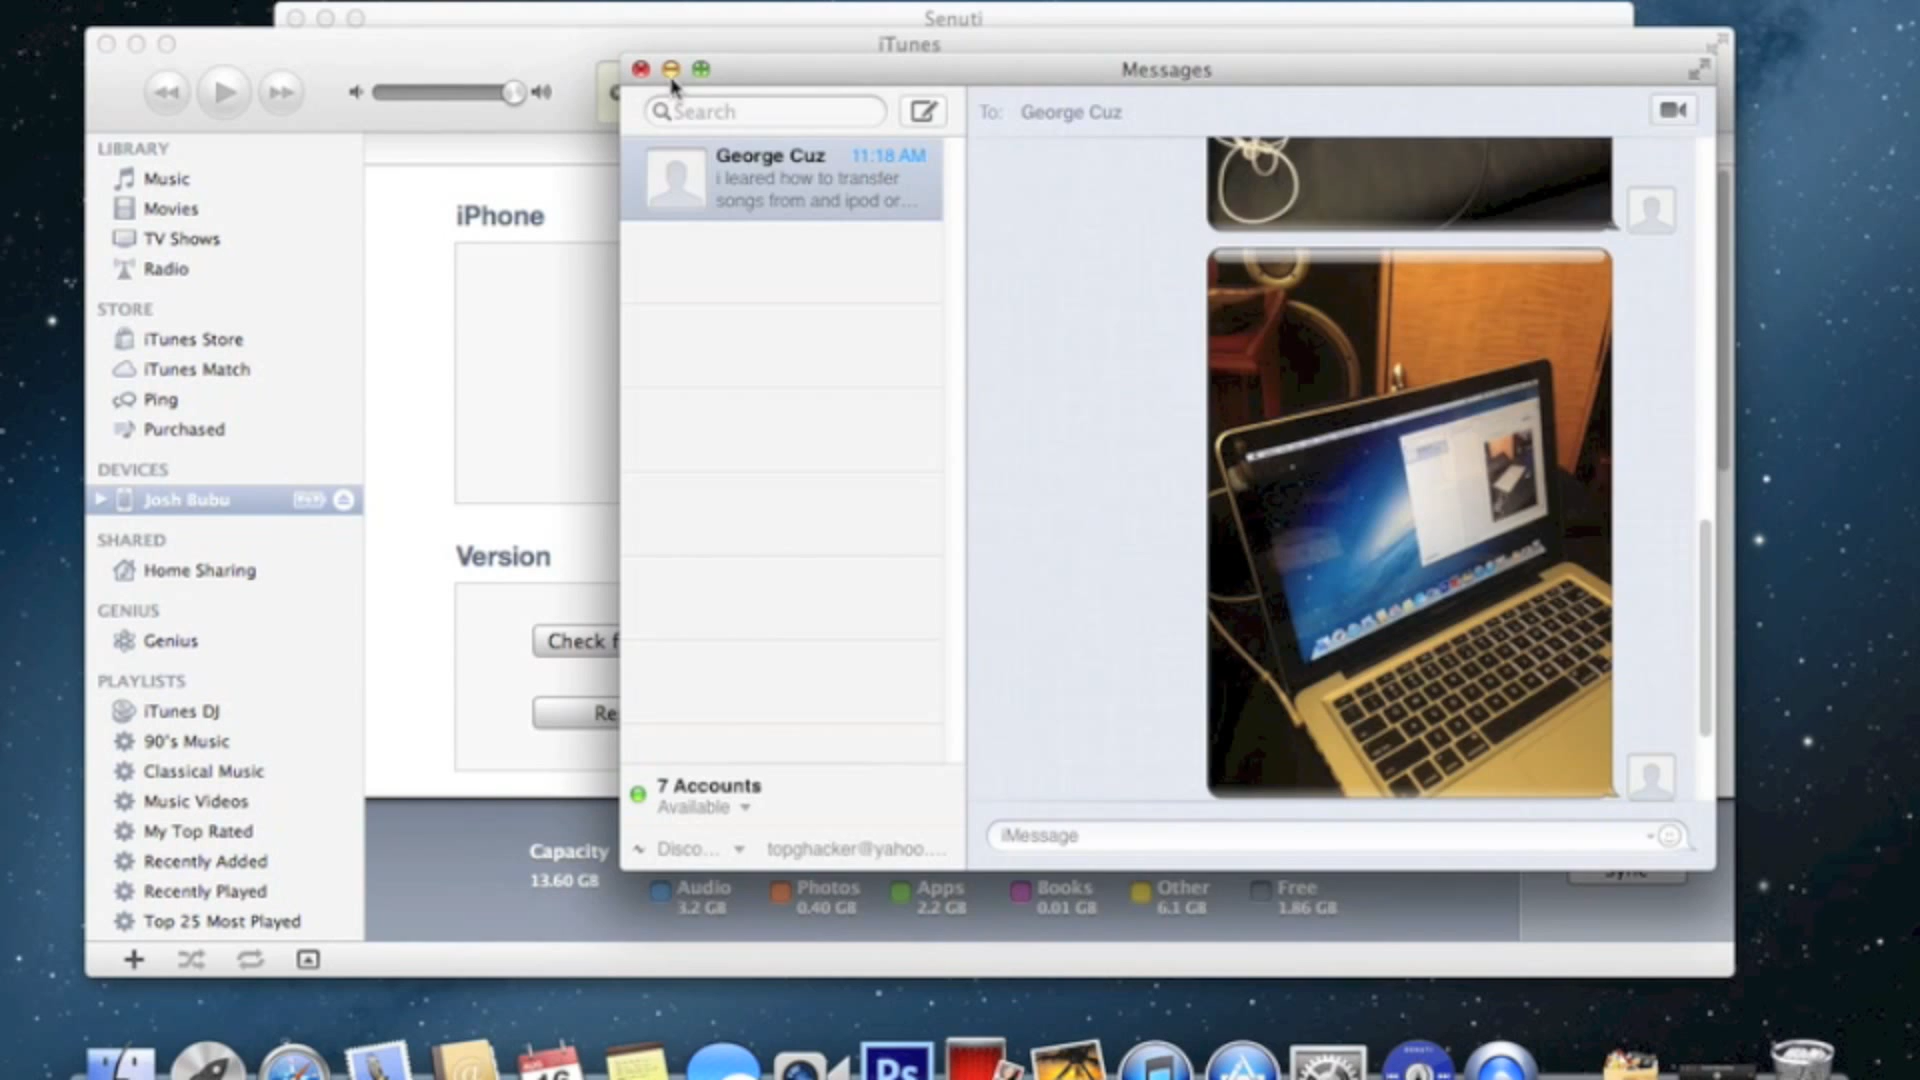 Senuti
iTunes
Messages
Search
To: George Cuz
George Cuz 11:18 AM
i leared how to transfer
songs from and ipod or...
LIBRARY
Music
Movies
TV Shows
Radio
STORE
iTunes Store
iTunes Match
Ping
Purchased
DEVICES
Josh Bubu
SHARED
Home Sharing
GENIUS
Genius
PLAYLISTS
iTunes DJ
90's Music
Classical Music
Music Videos
My Top Rated
Recently Added
Recently Played
Top 25 Most Played
iPhone
Version
Check f
Re
7 Accounts
Available
Disco... topghacker@yahoo....
iMessage
Capacity
13.60 GB
Audio
3.2 GB
Photos
0.40 GB
Apps
2.2 GB
Books
0.01 GB
Other
6.1 GB
Free
1.86 GB
Sync
AUG
16
Ps
SENUTI